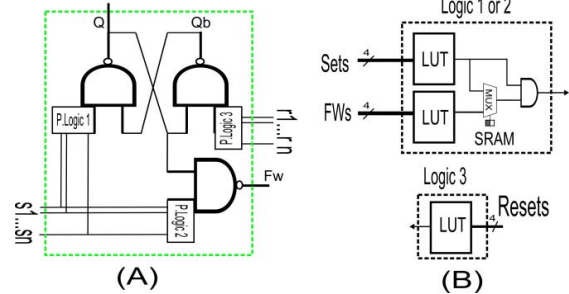 Q
Qb
P.Logic 1
P.Logic 3
r1...rn
Fw
s1...sn
P.Logic 2
(A)
Logic 1 or 2
Sets
4
LUT
FWs
4
LUT
MUX
SRAM
Logic 3
LUT
4
Resets
(B)